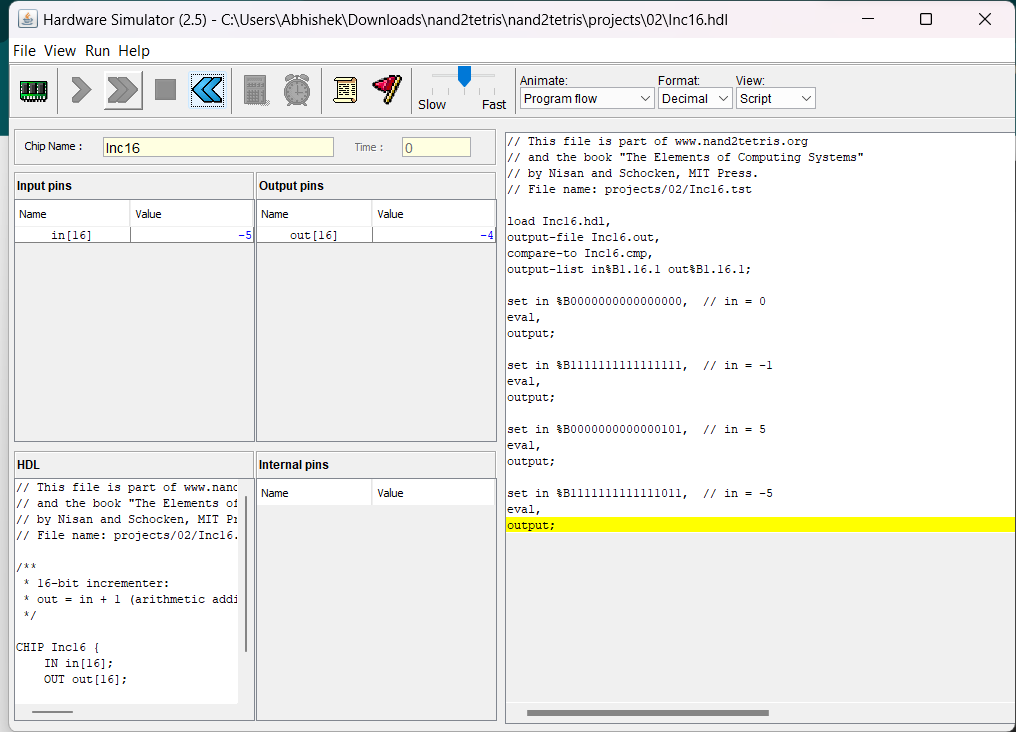 Hardware Simulator (2.5) - C:\Users\Abhishek\Downloads\nand2tetris\nand2tetris\projects\02\Inc16.hdl
File View Run Help
Slow Fast
Animate: Format: View:
Program flow Decimal Script
Chip Name : Inc16 Time : 0
Input pins
Name Value
in[16] -5
Output pins
Name Value
out[16] -4
HDL
// This file is part of www.nand
// and the book "The Elements of
// by Nisan and Schocken, MIT Pr
// File name: projects/02/Inc16.
/**
* 16-bit incrementer:
* out = in + 1 (arithmetic addi
*/
CHIP Inc16 {
IN in[16];
OUT out[16];
Internal pins
Name Value
// This file is part of www.nand2tetris.org
// and the book "The Elements of Computing Systems"
// by Nisan and Schocken, MIT Press.
// File name: projects/02/Inc16.tst
load Inc16.hdl,
output-file Inc16.out,
compare-to Inc16.cmp,
output-list in%B1.16.1 out%B1.16.1;
set in %B0000000000000000,  // in = 0
eval,
output;
set in %B1111111111111111,  // in = -1
eval,
output;
set in %B0000000000000101,  // in = 5
eval,
output;
set in %B1111111111111011,  // in = -5
eval,
output;